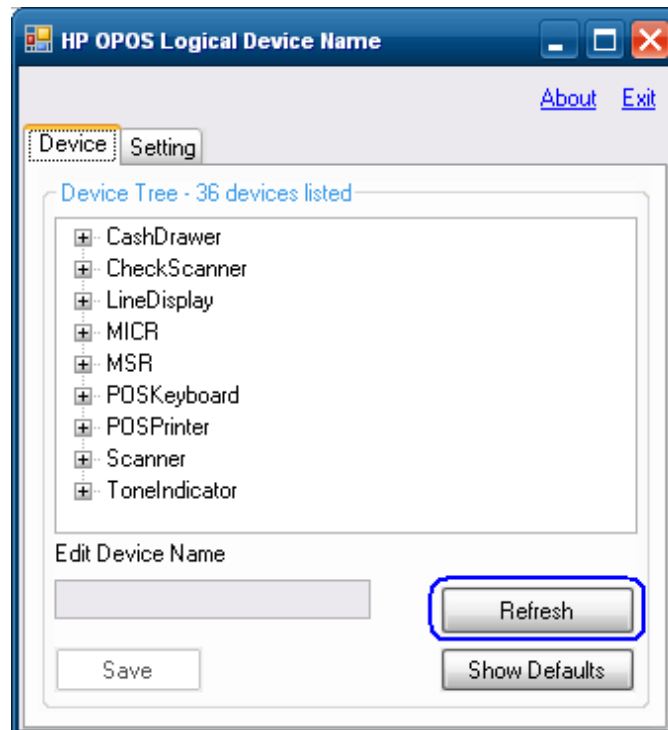 HP OPOS Logical Device Name
About Exit
Device Setting
Device Tree - 36 devices listed
CashDrawer
CheckScanner
LineDisplay
MICR
MSR
POSKeyboard
POSPrinter
Scanner
ToneIndicator
Edit Device Name
Refresh
Save Show Defaults